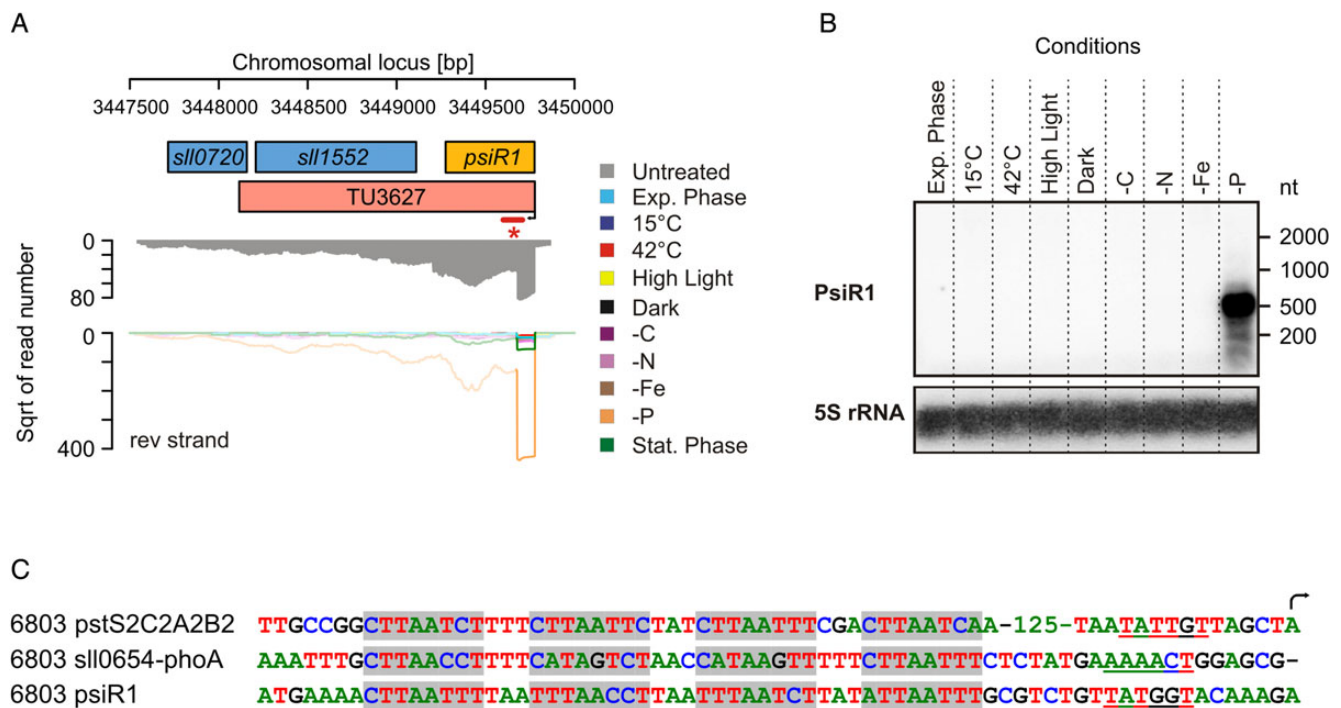 A
Chromosomal locus [bp]
3447500 3448000 3448500 3449000 3449500 3450000
sll0720 sll1552 psiR1
TU3627
*
Sqrt of read number
0
80
0
400
rev strand
Untreated
Exp. Phase
15°C
42°C
High Light
Dark
-C
-N
-Fe
-P
Stat. Phase
B
Conditions
Exp. Phase 15°C 42°C High Light Dark -C -N -Fe -P nt
2000
1000
PsiR1 500
200
5S rRNA
C
6803 pstS2C2A2B2 TTGCCGGCTTAATCTTTTCTTAATTCTATCTTAATTTCGACTTAATCAA-125-TAATATTGTTAGCTA
6803 sll0654-phoA AAATTTGCTTAACCTTTTCATAGTCTAACCATAAGTTTTTCTTAATTTCTCTATGAAAAACTGGAGCG-
6803 psiR1 ATGAAAACTTAATTTTAATTTAACCTTAATTTAATCTTATATTAATTTGCGTCTGTTATGGTACAAAGA